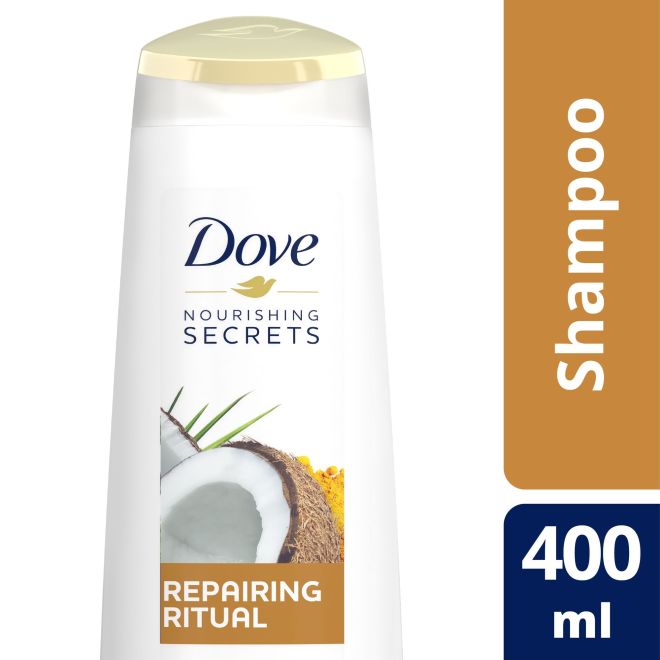 Dove
NOURISHING
SECRETS
REPAIRING
RITUAL
Shampoo
400
ml